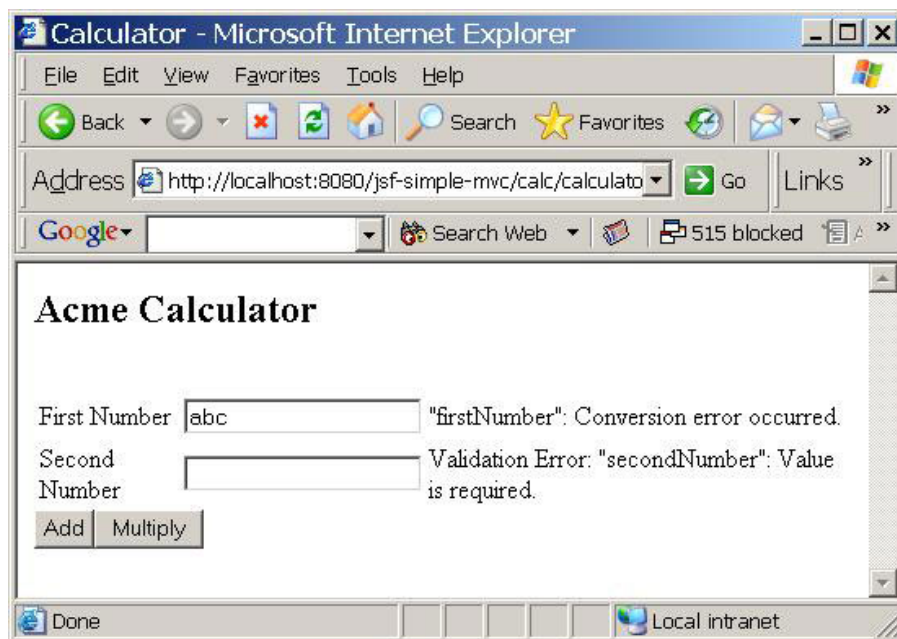 Calculator - Microsoft Internet Explorer
File Edit View Favorites Tools Help
Back Search Favorites »
Address http://localhost:8080/jsf-simple-mvc/calc/calculato Go Links »
Google Search Web 515 blocked A »
Acme Calculator
First Number abc "firstNumber": Conversion error occurred.
Second Number Validation Error: "secondNumber": Value is required.
Add Multiply
Done Local intranet